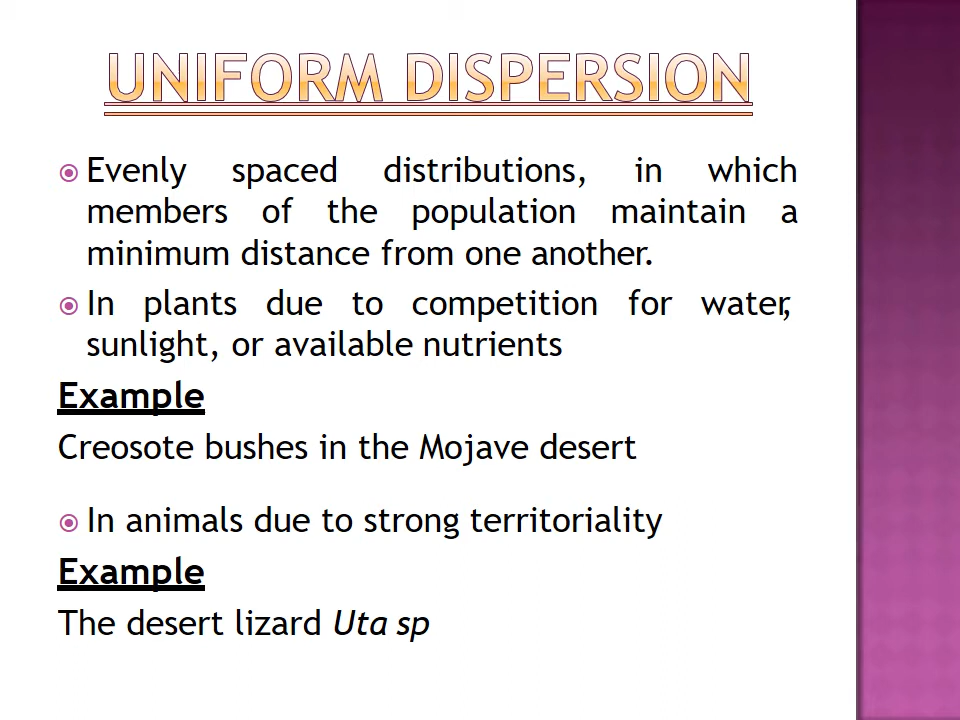 UNIFORM DISPERSION
Evenly spaced distributions, in which
members of the population maintain a
minimum distance from one another.
In plants due to competition for water,
sunlight, or available nutrients
Example
Creosote bushes in the Mojave desert
In animals due to strong territoriality
Example
The desert lizard Uta sp